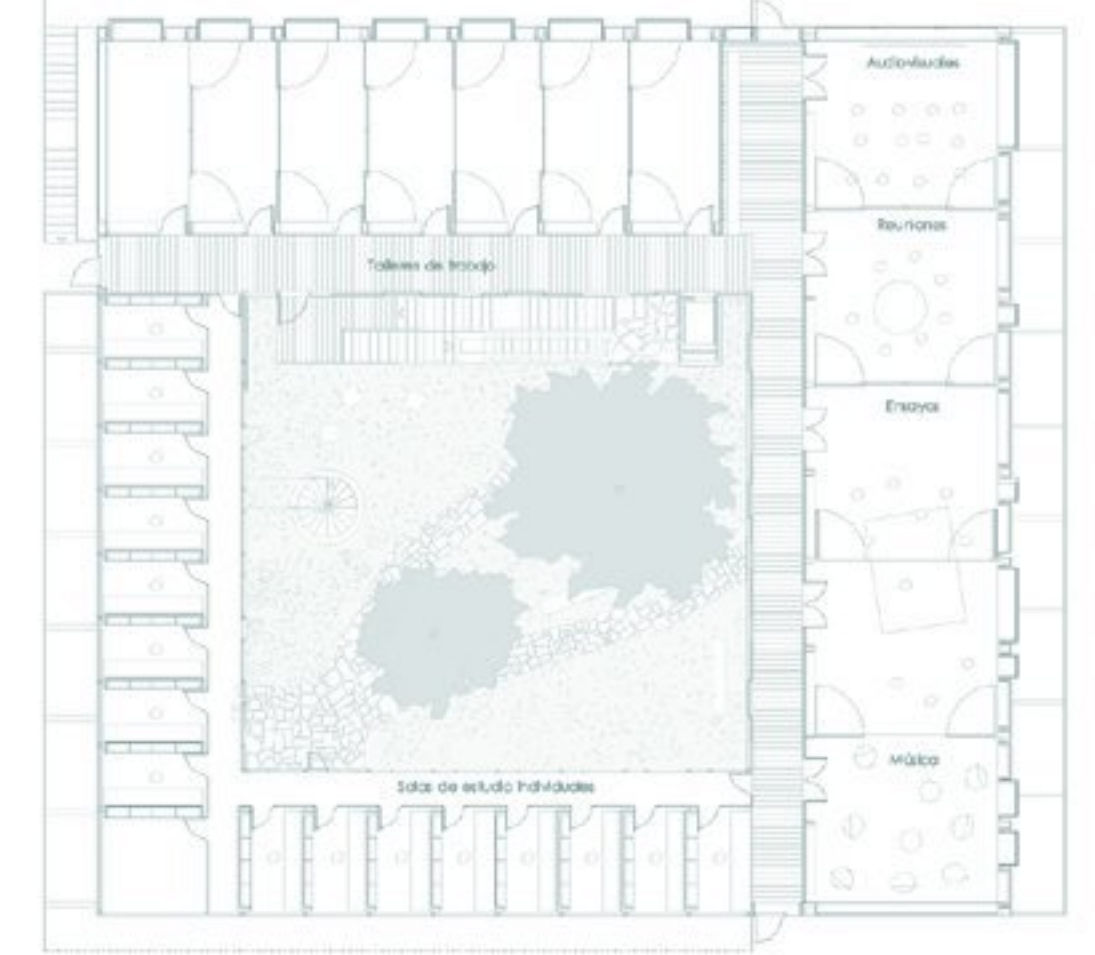 Audiovisuales
Reuniones
Talleres de trabajo
Ensayos
Música
Salas de estudio individuales